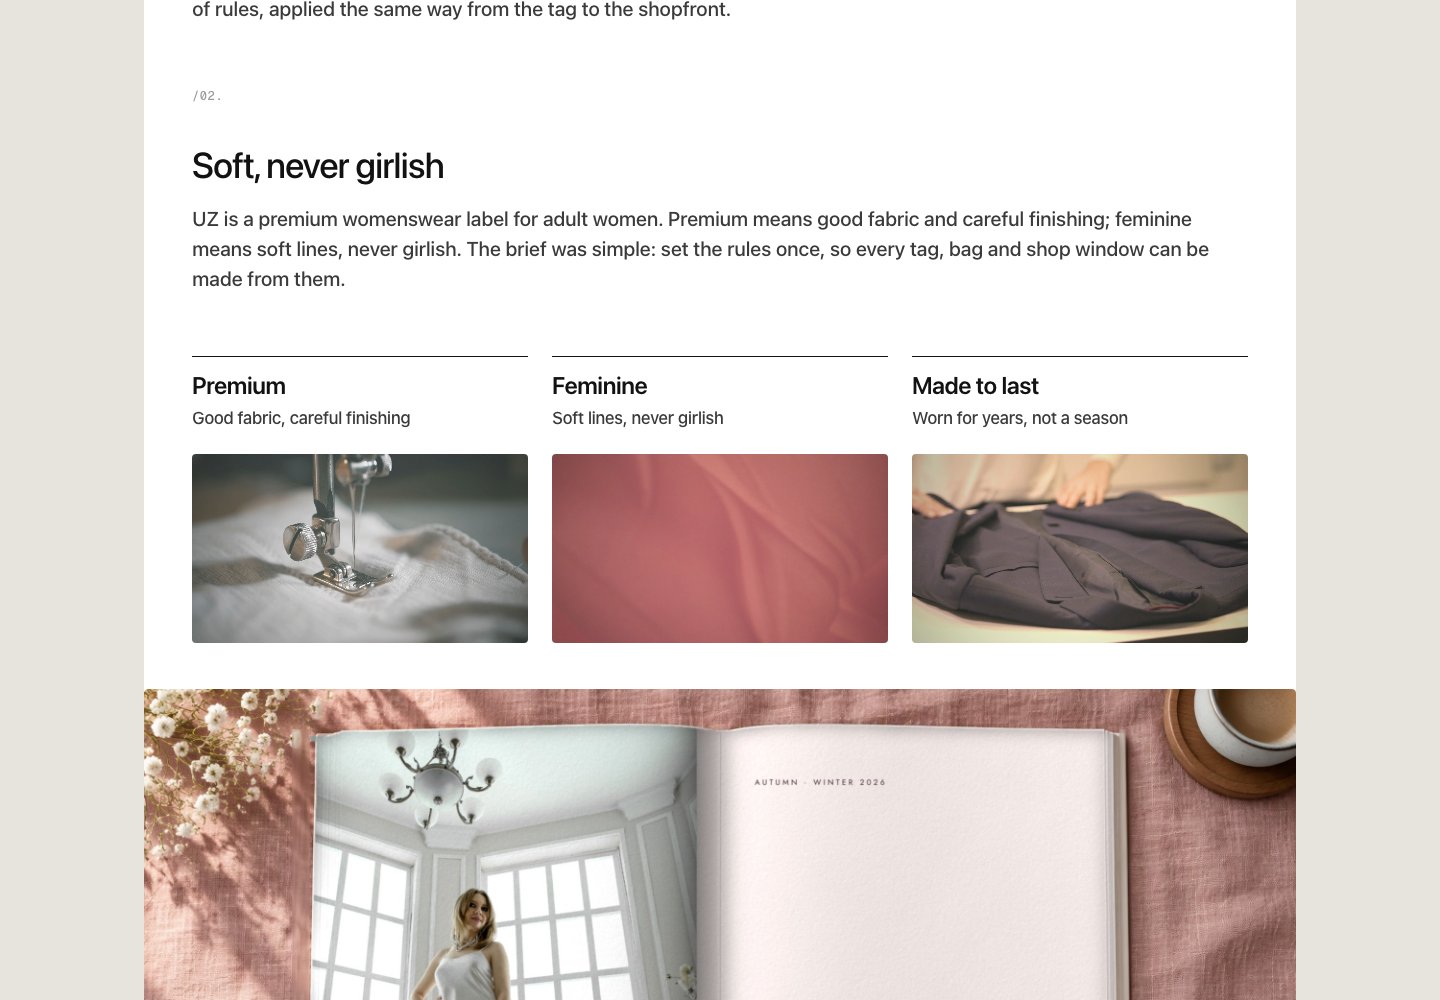 of rules, applied the same way from the tag to the shopfront.
/02.
Soft, never girlish
UZ is a premium womenswear label for adult women. Premium means good fabric and careful finishing; feminine
means soft lines, never girlish. The brief was simple: set the rules once, so every tag, bag and shop window can be
made from them.
Premium
Good fabric, careful finishing
Feminine
Soft lines, never girlish
Made to last
Worn for years, not a season
AUTUMN - WINTER 2026